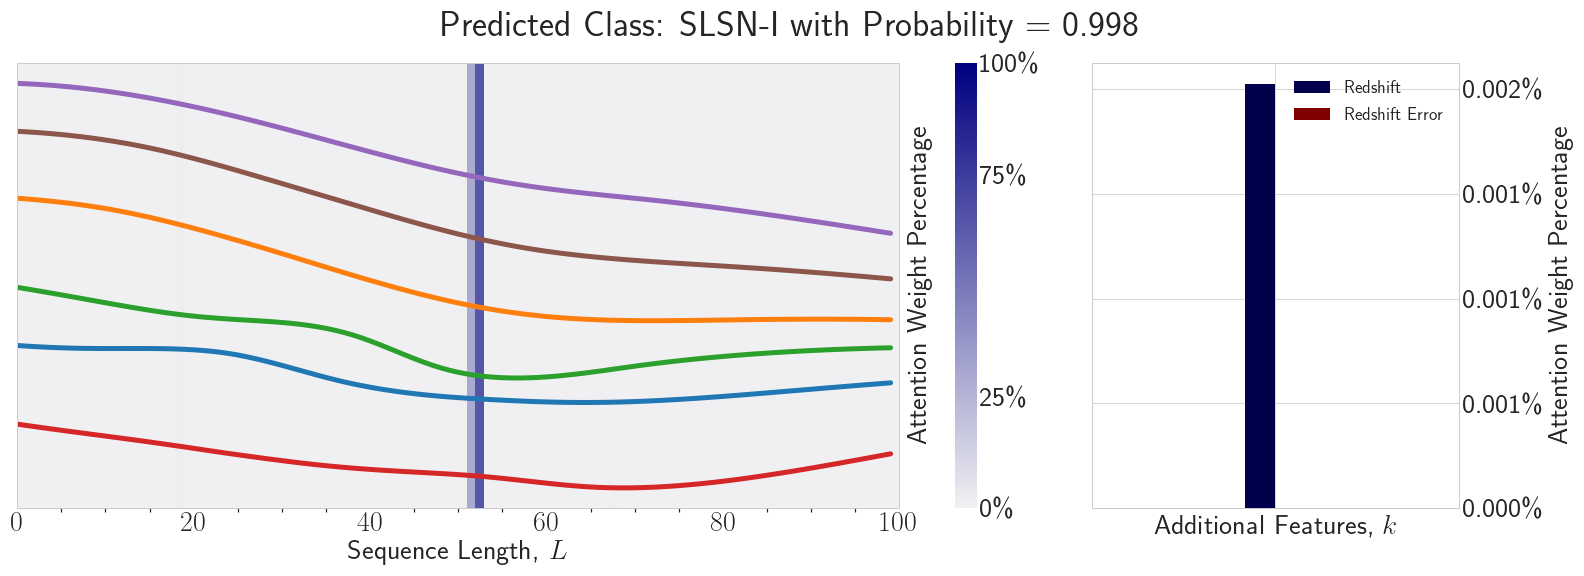 Predicted Class: SLSN-I with Probability = 0.998
100%
75%
25%
0%
Attention Weight Percentage
0 20 40 60 80 100
Sequence Length, L
Redshift
Redshift Error
0.002%
0.001%
0.001%
0.001%
0.000%
Attention Weight Percentage
Additional Features, k